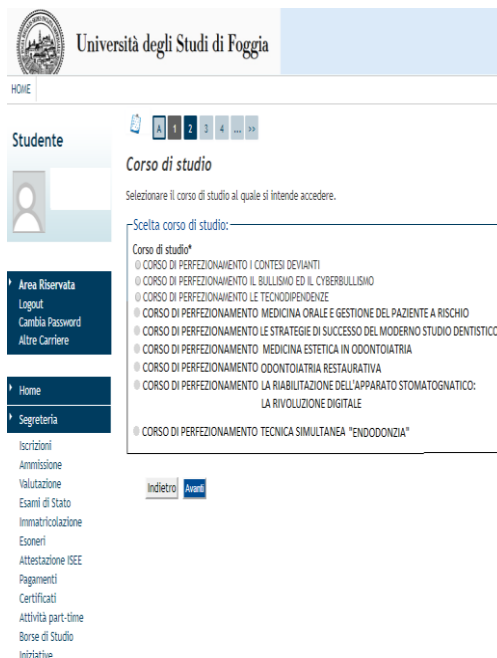 Università degli Studi di Foggia
HOME
Studente
A 1 2 3 4 ... >>
Corso di studio
Selezionare il corso di studio al quale si intende accedere.
Scelta corso di studio:
Corso di studio*
CORSO DI PERFEZIONAMENTO I CONTESI DEVIANTI
CORSO DI PERFEZIONAMENTO IL BULLISMO ED IL CYBERBULLISMO
CORSO DI PERFEZIONAMENTO LE TECNODIPENDENZE
CORSO DI PERFEZIONAMENTO MEDICINA ORALE E GESTIONE DEL PAZIENTE A RISCHIO
CORSO DI PERFEZIONAMENTO LE STRATEGIE DI SUCCESSO DEL MODERNO STUDIO DENTISTICO
CORSO DI PERFEZIONAMENTO MEDICINA ESTETICA IN ODONTOIATRIA
CORSO DI PERFEZIONAMENTO ODONTOIATRIA RESTAURATIVA
CORSO DI PERFEZIONAMENTO LA RIABILITAZIONE DELL'APPARATO STOMATOGNATICO:
LA RIVOLUZIONE DIGITALE
CORSO DI PERFEZIONAMENTO TECNICA SIMULTANEA "ENDODONZIA"
Indietro Avanti
Area Riservata
Logout
Cambia Password
Altre Carriere
Home
Segreteria
Iscrizioni
Ammissione
Valutazione
Esami di Stato
Immatricolazione
Esoneri
Attestazione ISEE
Pagamenti
Certificati
Attività part-time
Borse di Studio
Iniziative